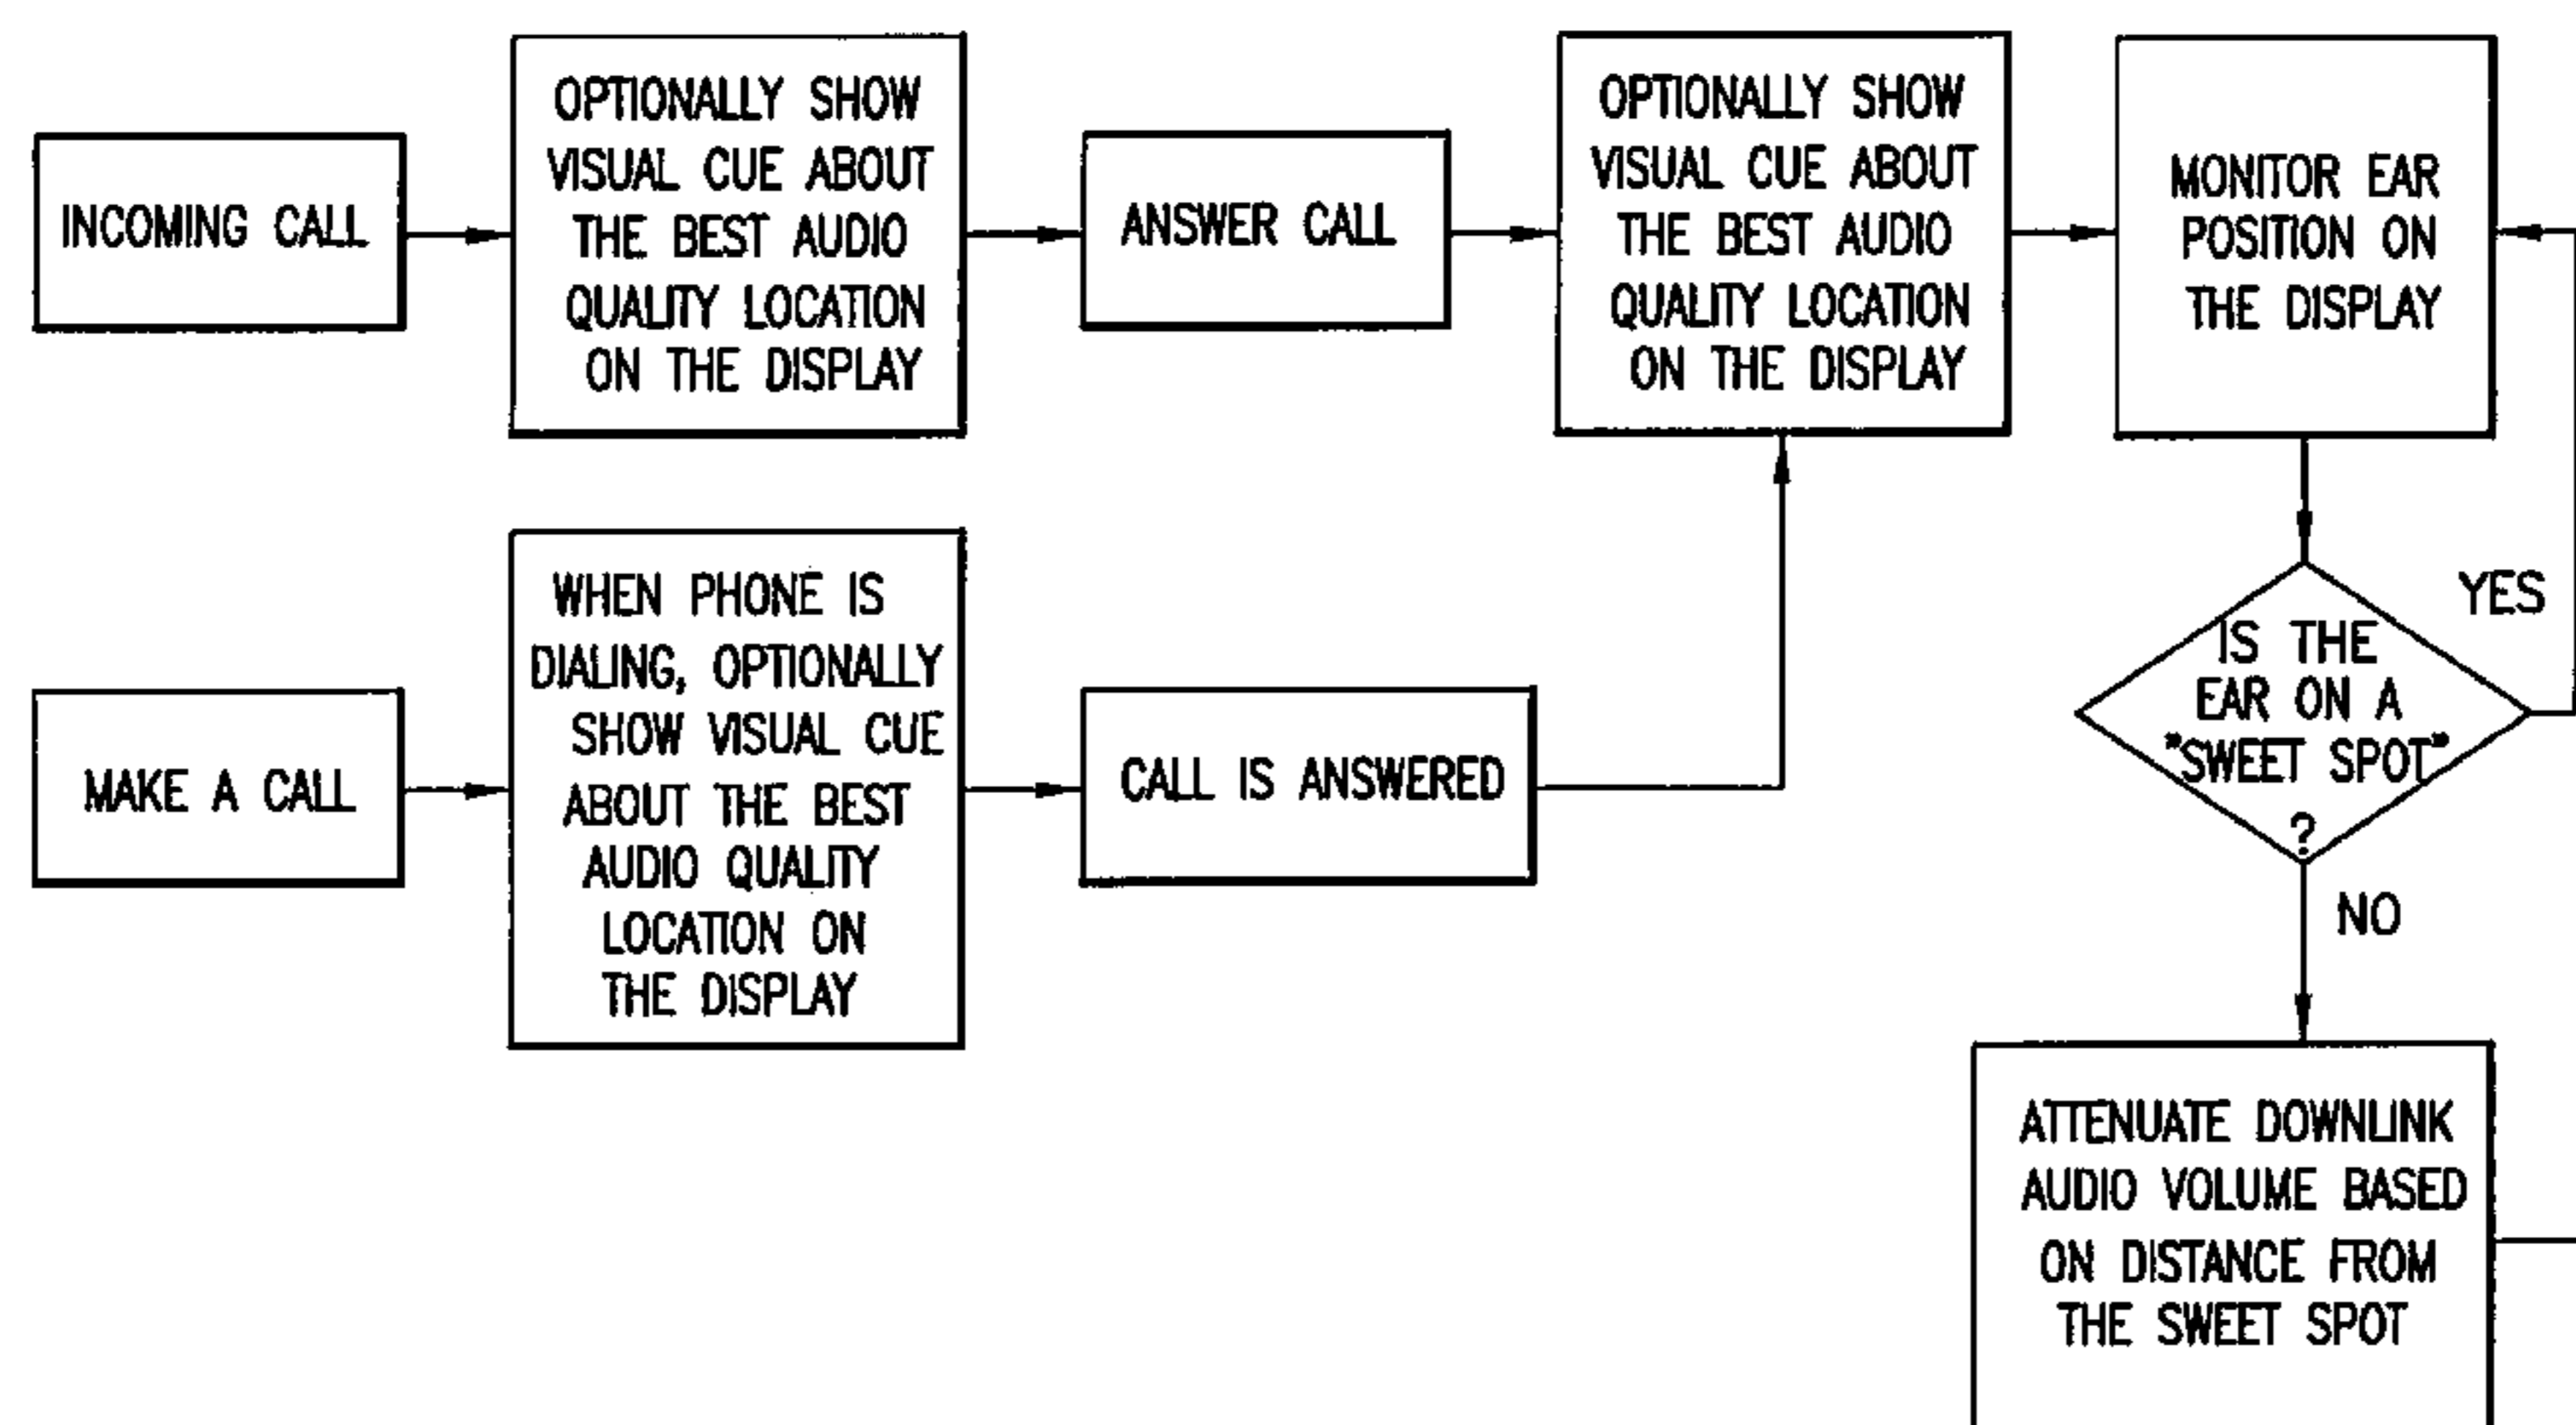 INCOMING CALL
OPTIONALLY SHOW
VISUAL CUE ABOUT
THE BEST AUDIO
QUALITY LOCATION
ON THE DISPLAY
ANSWER CALL
OPTIONALLY SHOW
VISUAL CUE ABOUT
THE BEST AUDIO
QUALITY LOCATION
ON THE DISPLAY
MONITOR EAR
POSITION ON
THE DISPLAY
MAKE A CALL
WHEN PHONE IS
DIALING, OPTIONALLY
SHOW VISUAL CUE
ABOUT THE BEST
AUDIO QUALITY
LOCATION ON
THE DISPLAY
CALL IS ANSWERED
IS THE
EAR ON A
"SWEET SPOT"
?
YES
NO
ATTENUATE DOWNLINK
AUDIO VOLUME BASED
ON DISTANCE FROM
THE SWEET SPOT